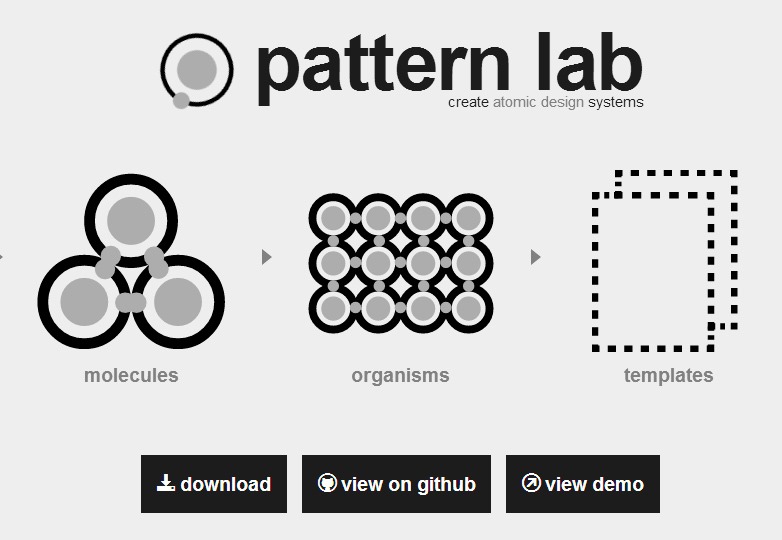 pattern lab
create atomic design systems
molecules
organisms
templates
download
view on github
view demo